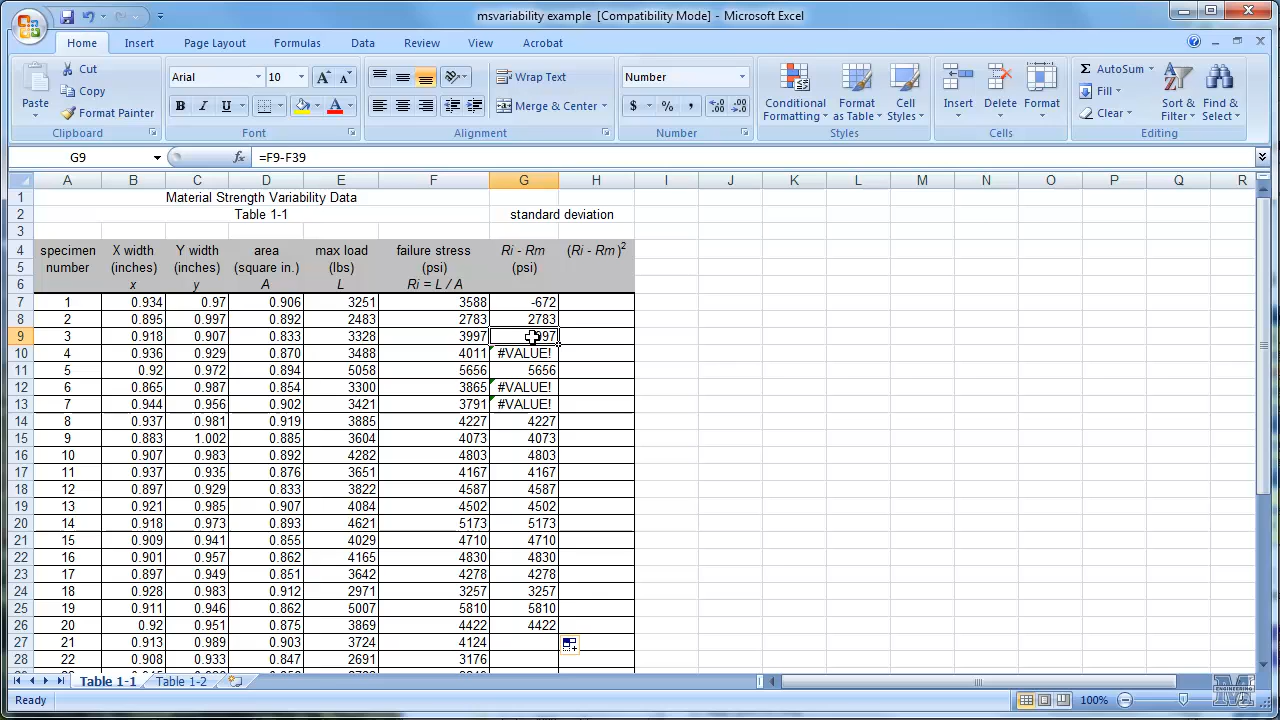 msvariability example [Compatibility Mode] - Microsoft Excel
Home Insert Page Layout Formulas Data Review View Acrobat
Cut
Copy
Format Painter
Paste
Clipboard
Arial 10
B I U
Font
Wrap Text
Merge & Center
Alignment
Number
$ % ,
Number
Conditional Formatting
Format as Table
Cell Styles
Styles
Insert Delete Format
Cells
AutoSum
Fill
Clear
Sort & Filter
Find & Select
Editing
G9 fx =F9-F39
A B C D E F G H I J K L M N O P Q R
1 Material Strength Variability Data
2 Table 1-1 standard deviation
3
4 specimen X width Y width area max load failure stress Ri - Rm (Ri - Rm)2
5 number (inches) (inches) (square in.) (lbs) (psi) (psi)
6 x y A L Ri = L / A
7 1 0.934 0.97 0.906 3251 3588 -672
8 2 0.895 0.997 0.892 2483 2783 2783
9 3 0.918 0.907 0.833 3328 3997
10 4 0.936 0.929 0.870 3488 4011 #VALUE!
11 5 0.92 0.972 0.894 5058 5656 5656
12 6 0.865 0.987 0.854 3300 3865 #VALUE!
13 7 0.944 0.956 0.902 3421 3791 #VALUE!
14 8 0.937 0.981 0.919 3885 4227 4227
15 9 0.883 1.002 0.885 3604 4073 4073
16 10 0.907 0.983 0.892 4282 4803 4803
17 11 0.937 0.935 0.876 3651 4167 4167
18 12 0.897 0.929 0.833 3822 4587 4587
19 13 0.921 0.985 0.907 4084 4502 4502
20 14 0.918 0.973 0.893 4621 5173 5173
21 15 0.909 0.941 0.855 4029 4710 4710
22 16 0.901 0.957 0.862 4165 4830 4830
23 17 0.897 0.949 0.851 3642 4278 4278
24 18 0.928 0.983 0.912 2971 3257 3257
25 19 0.911 0.946 0.862 5007 5810 5810
26 20 0.92 0.951 0.875 3869 4422 4422
27 21 0.913 0.989 0.903 3724 4124
28 22 0.908 0.933 0.847 2691 3176
Table 1-1 Table 1-2
Ready 100%